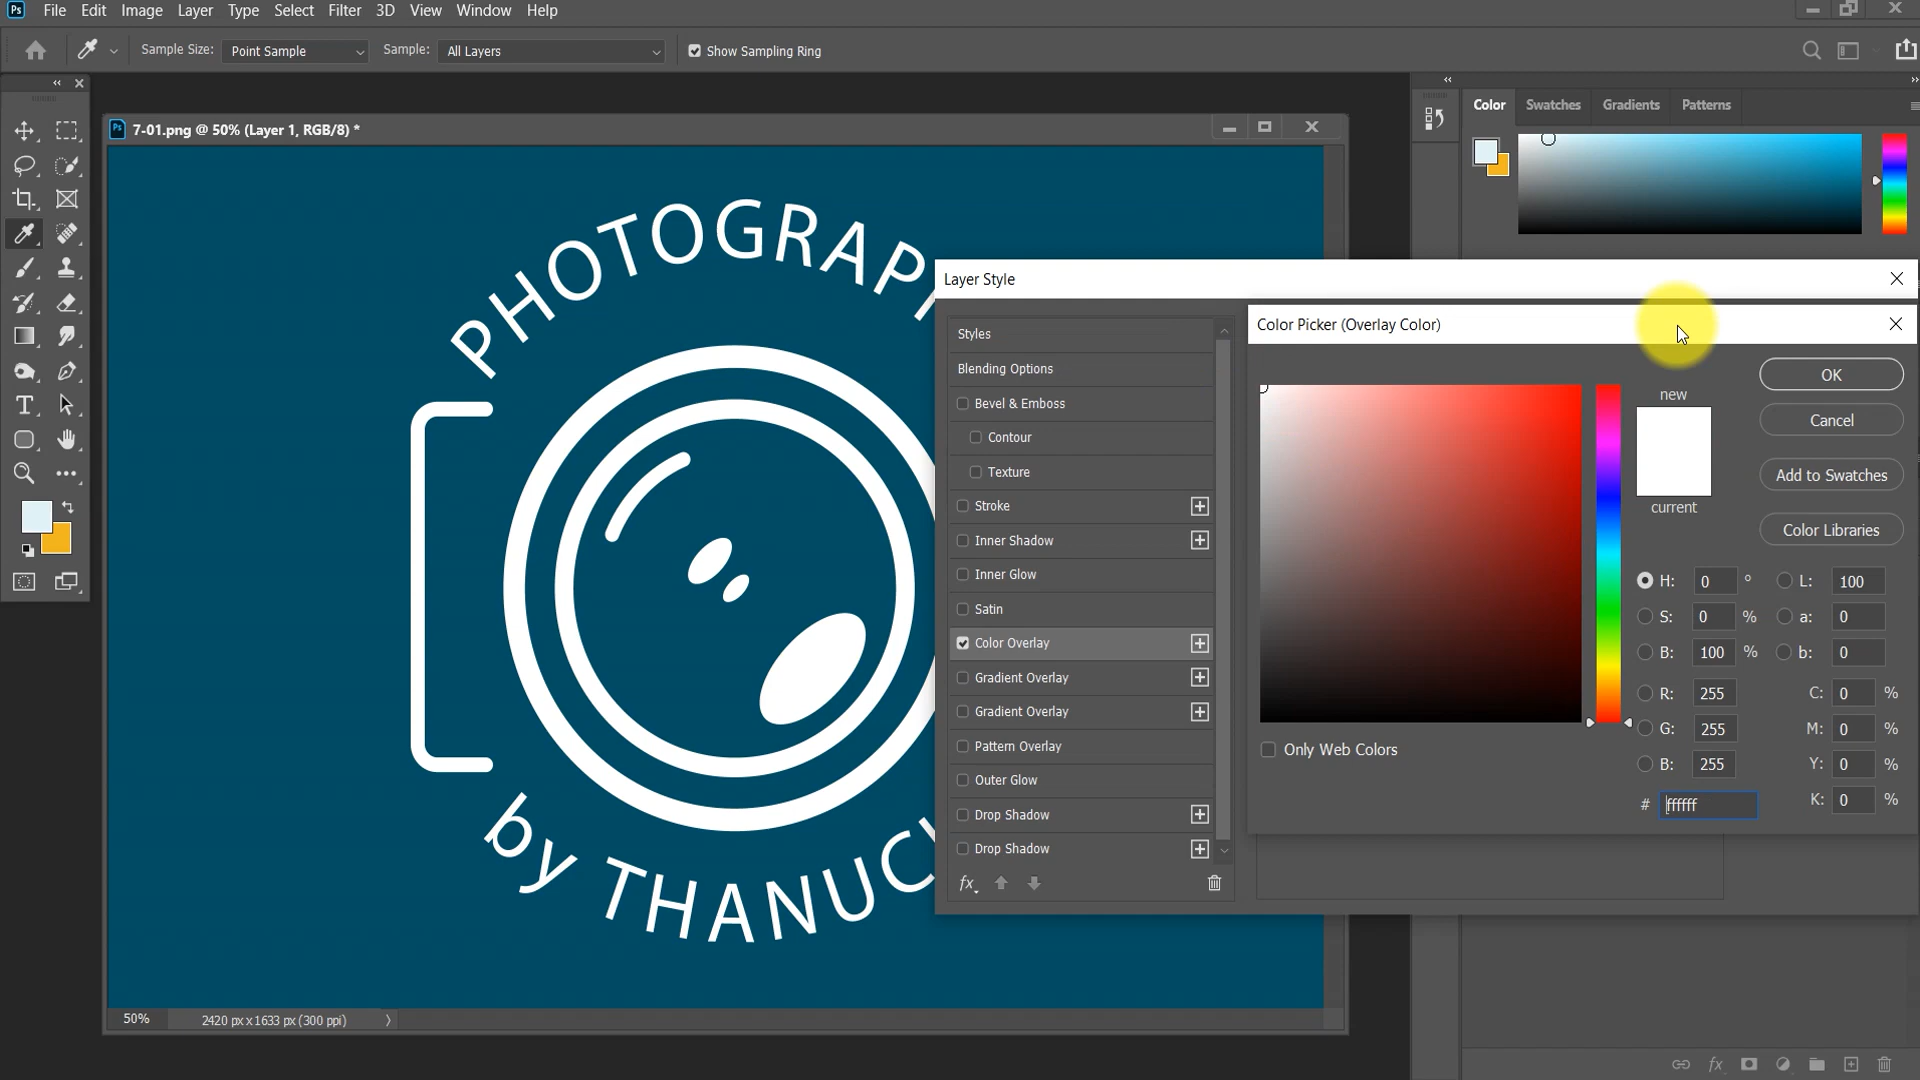 Ps File Edit Image Layer Type Select Filter 3D View Window Help
Sample Size: Point Sample Sample: All Layers Show Sampling Ring
Color Swatches Gradients Patterns
Ps 7-01.png @ 50% (Layer 1, RGB/8) *
PHOTOGRAP
by THANUC
50% 2420 px x 1633 px (300 ppi)
T
Layer Style
Styles
Blending Options
Bevel & Emboss
Contour
Texture
Stroke
Inner Shadow
Inner Glow
Satin
Color Overlay
Gradient Overlay
Gradient Overlay
Pattern Overlay
Outer Glow
Drop Shadow
Drop Shadow
fx
Color Picker (Overlay Color)
new
current
OK
Cancel
Add to Swatches
Color Libraries
H: 0 ° L: 100
S: 0 % a: 0
B: 100 % b: 0
R: 255 C: 0 %
G: 255 M: 0 %
B: 255 Y: 0 %
# ffffff K: 0 %
Only Web Colors
fx